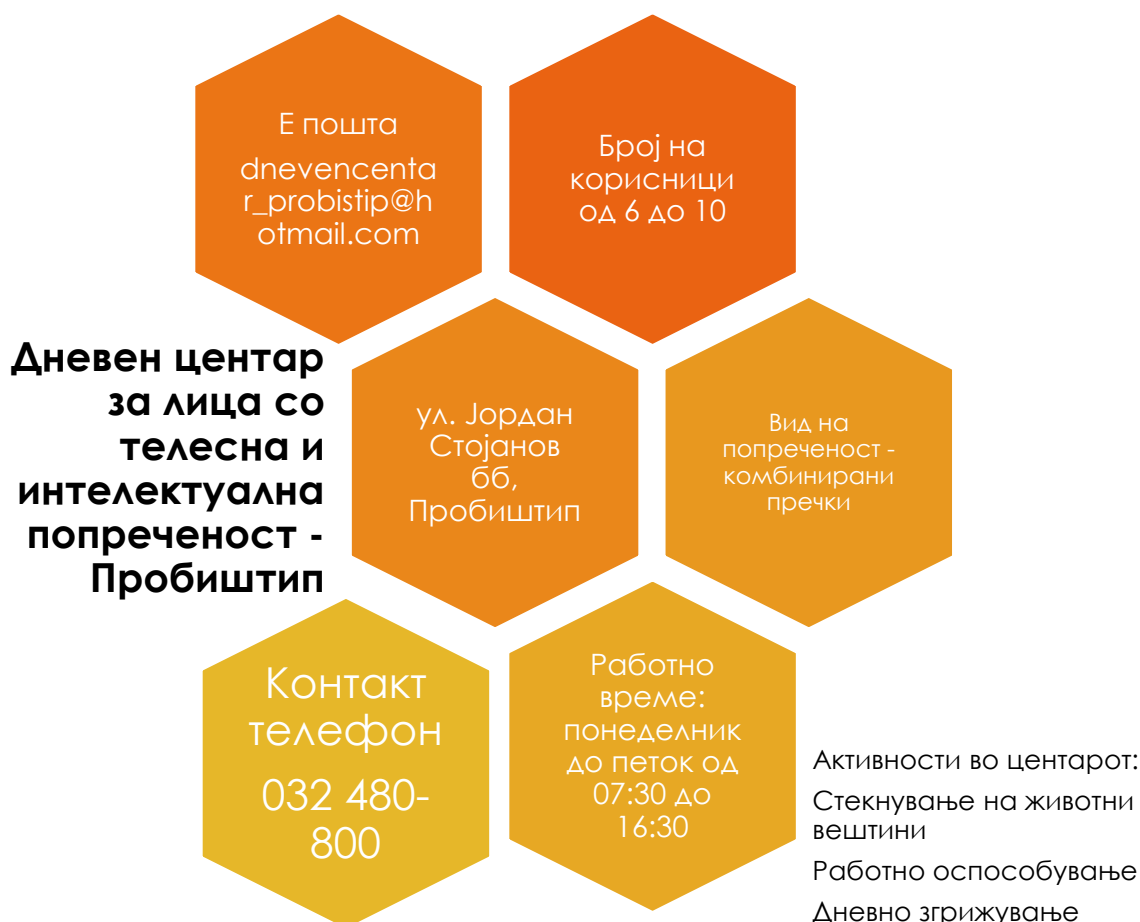 Е пошта
dnevencenta
r_probistip@h
otmail.com
Број на
корисници
од 6 до 10
Дневен центар
за лица со
телесна и
интелектуална
попреченост -
Пробиштип
ул. Јордан
Стојанов
бб,
Пробиштип
Вид на
попреченост -
комбинирани
пречки
Контакт
телефон
032 480-
800
Работно
време:
понеделник
до петок од
07:30 до
16:30
Активности во центарот:
Стекнување на животни
вештини
Работно оспособување
Дневно згрижување